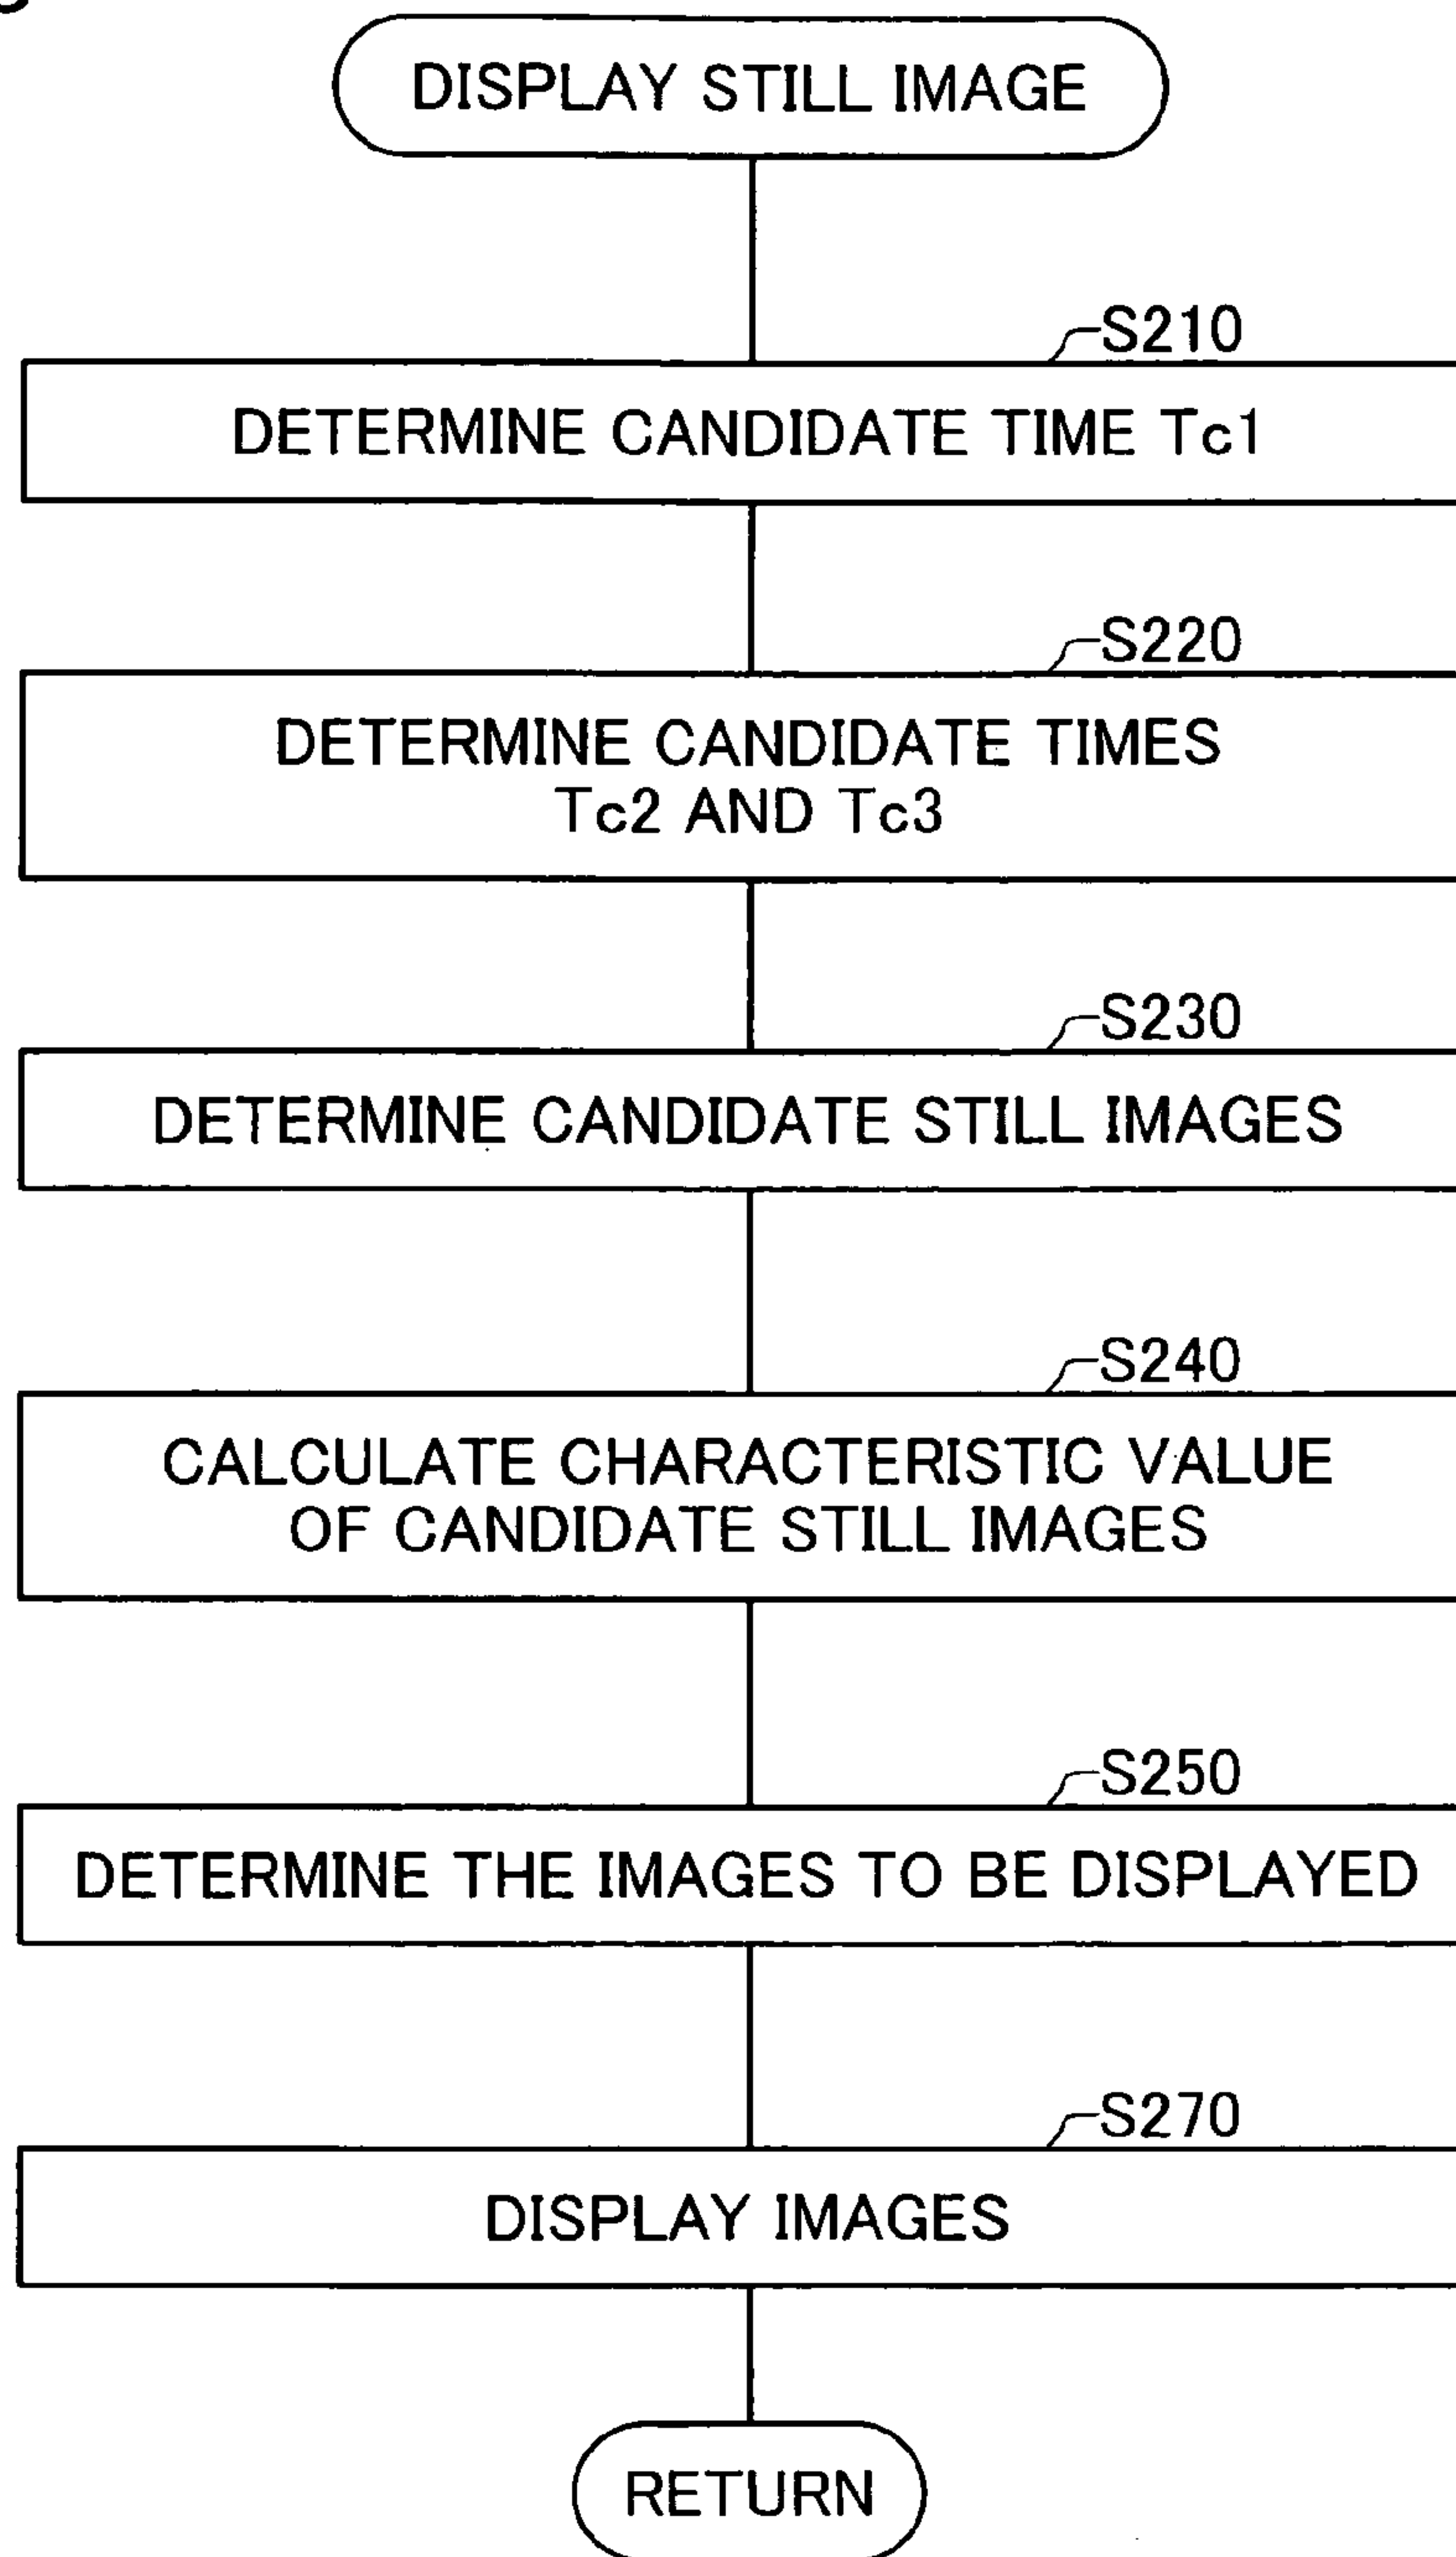 DISPLAY STILL IMAGE
S210
DETERMINE CANDIDATE TIME Tc1
S220
DETERMINE CANDIDATE TIMES
Tc2 AND Tc3
S230
DETERMINE CANDIDATE STILL IMAGES
S240
CALCULATE CHARACTERISTIC VALUE
OF CANDIDATE STILL IMAGES
S250
DETERMINE THE IMAGES TO BE DISPLAYED
S270
DISPLAY IMAGES
RETURN